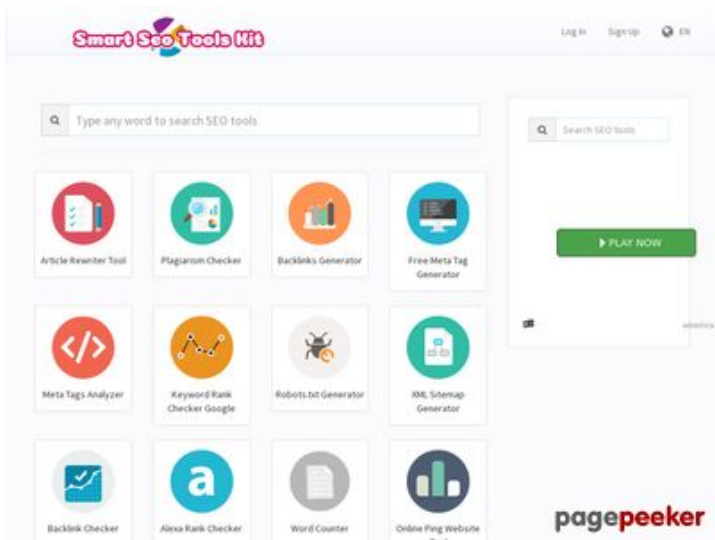 Smart Seo Tools Kit
Log In Sign Up EN
Type any word to search SEO tools
Search SEO tools
PLAY NOW
Article Rewriter Tool
Plagiarism Checker
Backlinks Generator
Free Meta Tag
Generator
Meta Tags Analyzer
Keyword Rank
Checker Google
Robots.txt Generator
XML Sitemap
Generator
Backlink Checker
Alexa Rank Checker
Word Counter
Online Ping Website
pagepeeker